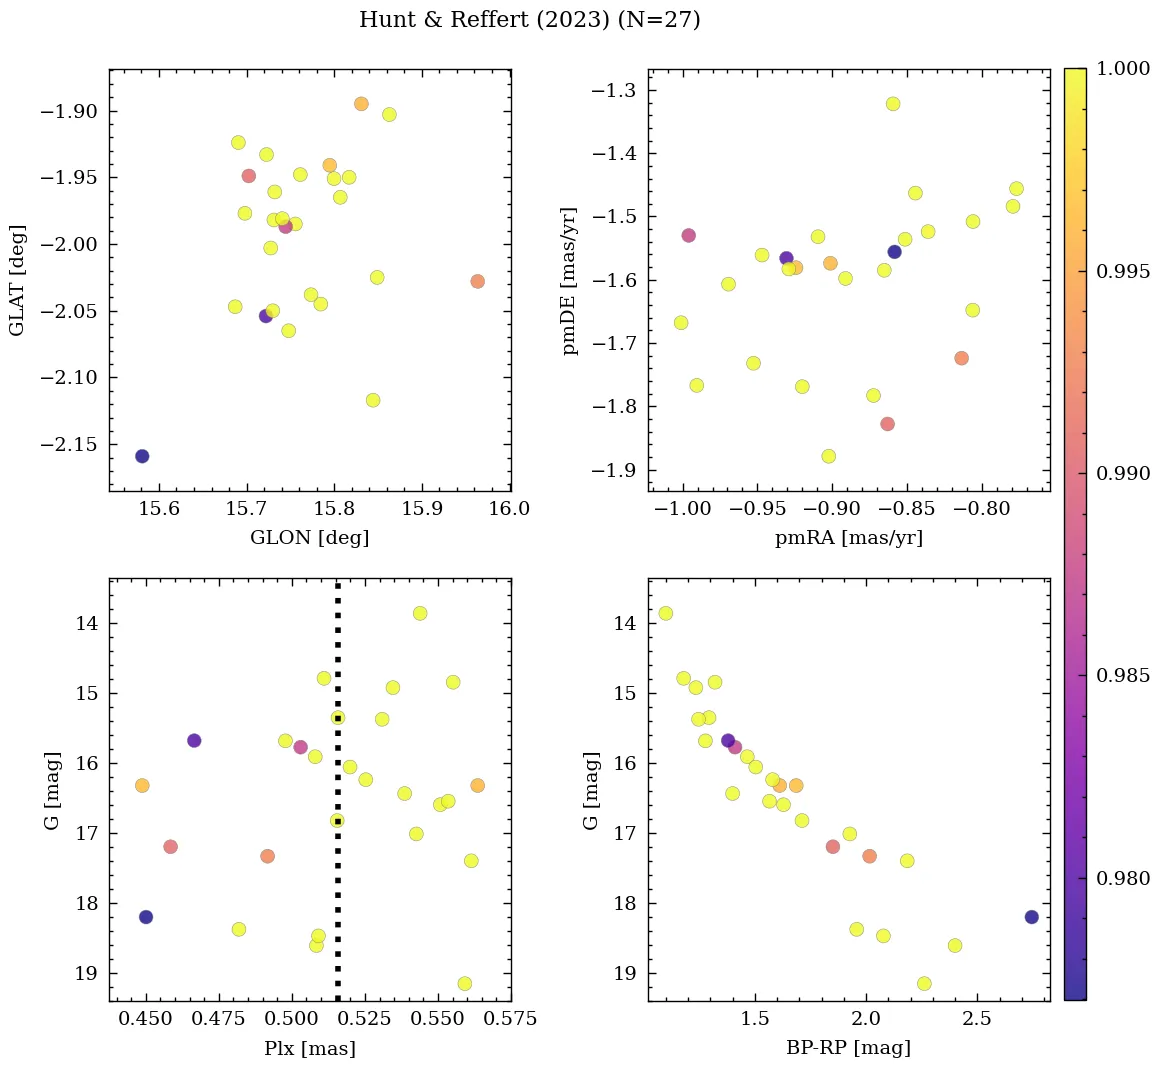 Hunt & Reffert (2023) (N=27)
−1.90
−1.95
−2.00
−2.05
−2.10
−2.15
GLAT [deg]
15.6 15.7 15.8 15.9 16.0
GLON [deg]
−1.3
−1.4
−1.5
−1.6
−1.7
−1.8
−1.9
pmDE [mas/yr]
−1.00 −0.95 −0.90 −0.85 −0.80
pmRA [mas/yr]
14
15
16
17
18
19
G [mag]
0.450 0.475 0.500 0.525 0.550 0.575
Plx [mas]
14
15
16
17
18
19
G [mag]
1.5 2.0 2.5
BP-RP [mag]
1.000
0.995
0.990
0.985
0.980